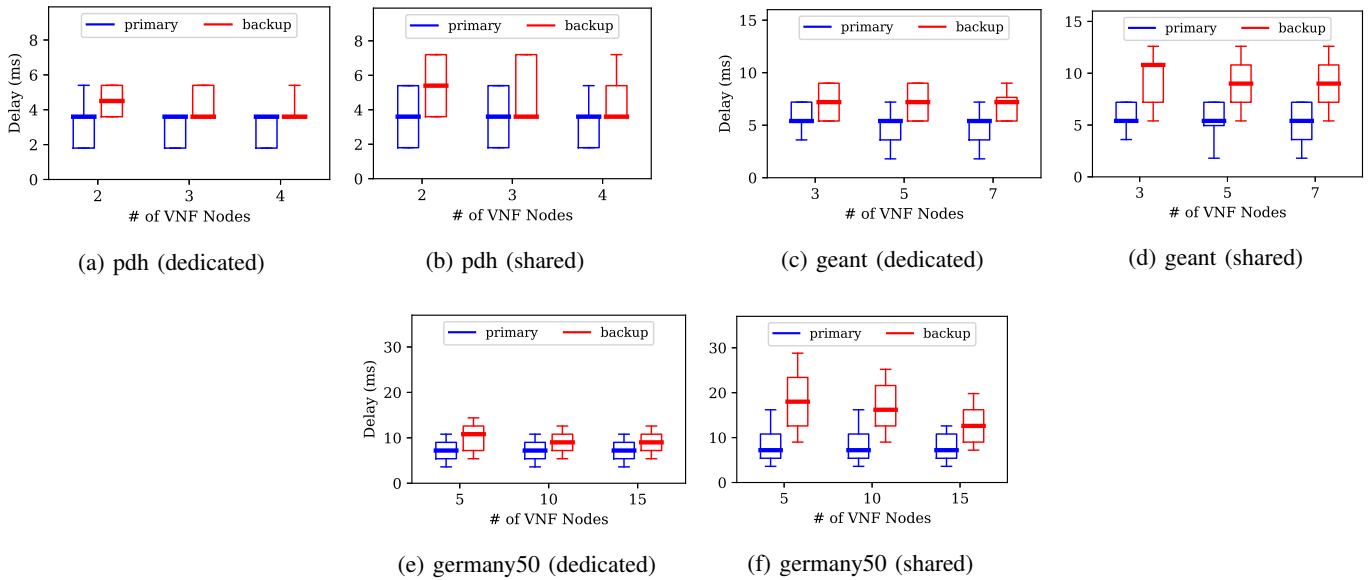 primary backup
8
6
4
2
0
Delay (ms)
2 3 4
# of VNF Nodes
(a) pdh (dedicated)
primary backup
8
6
4
2
0
2 3 4
# of VNF Nodes
(b) pdh (shared)
primary backup
15
10
5
0
Delay (ms)
3 5 7
# of VNF Nodes
(c) geant (dedicated)
primary backup
15
10
5
0
3 5 7
# of VNF Nodes
(d) geant (shared)
primary backup
30
20
10
0
Delay (ms)
5 10 15
# of VNF Nodes
(e) germany50 (dedicated)
primary backup
30
20
10
0
5 10 15
# of VNF Nodes
(f) germany50 (shared)